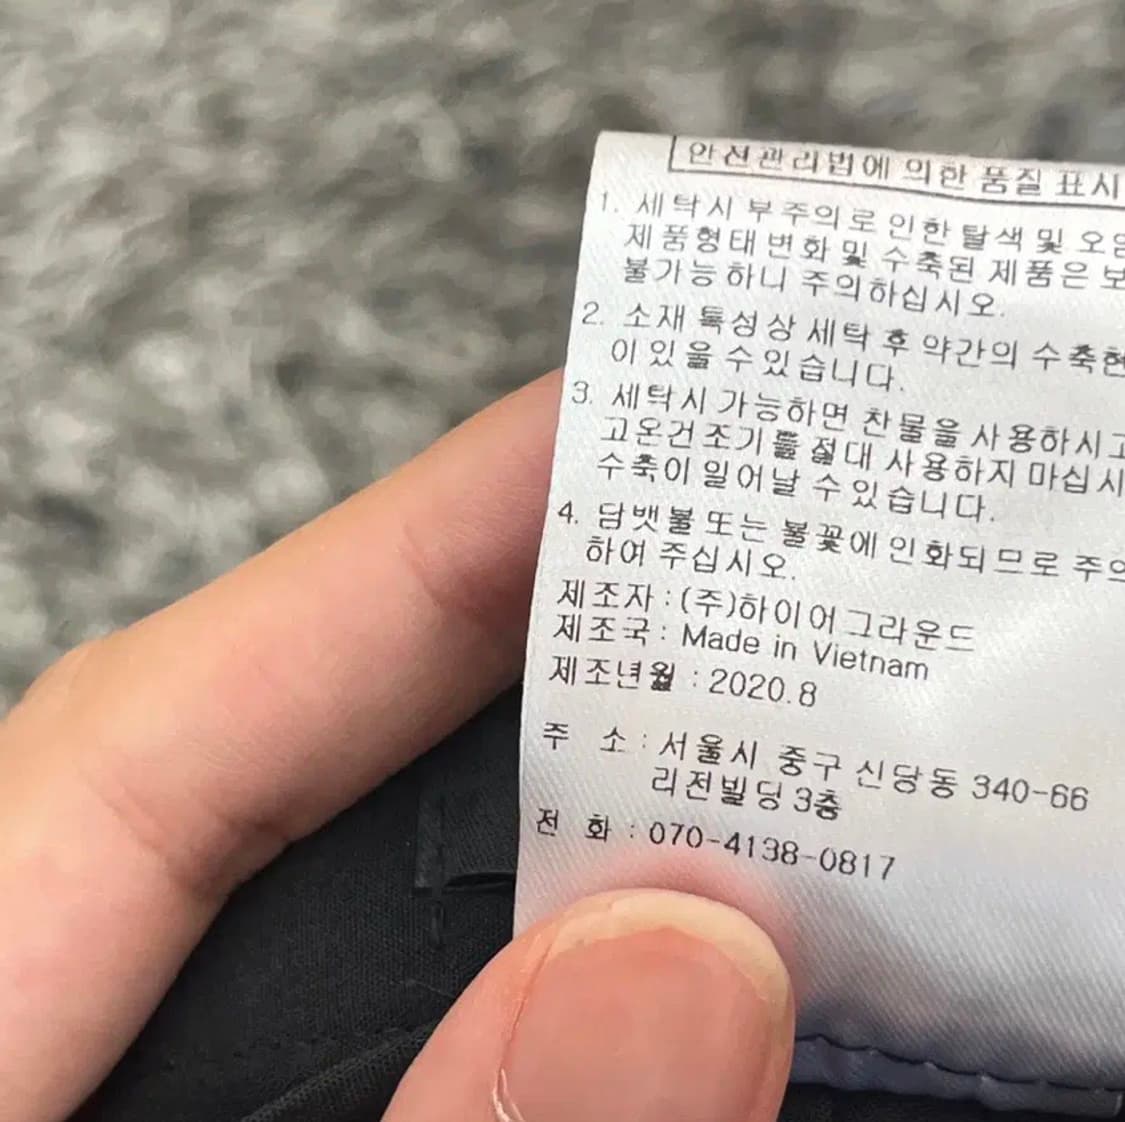 안전관리법에 의한 품질 표시
1. 세탁시 부주의로 인한 탈색 및
제품형태 변화 및 수축된 제품은
불가능 하니 주의하십시오.
2. 소재 특성상 세탁 후 약간의
이 있을 수 있습니다.
3. 세탁시 가능하면 찬물을 사용하시고
고온건조기를 절대 사용하지 마십시
수축이 일어날 수 있습니다.
4. 담뱃불 또는 불꽃에 인화되므로
하여 주십시오.
제조자 : (주)하이어그라운드
제조국 : Made in Vietnam
제조년월 : 2020.8
주 소 : 서울시 중구 신당동 340-66
리전빌딩 3층
전 화 : 070-4138-0817